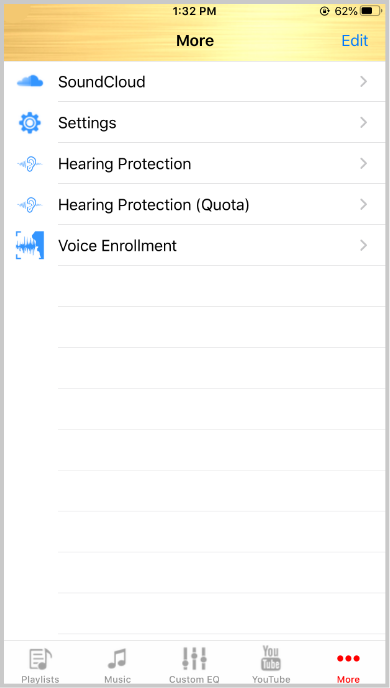 1:32 PM 62%
More Edit
SoundCloud
Settings
Hearing Protection
Hearing Protection (Quota)
Voice Enrollment
You
Tube
Playlists Music Custom EQ YouTube More